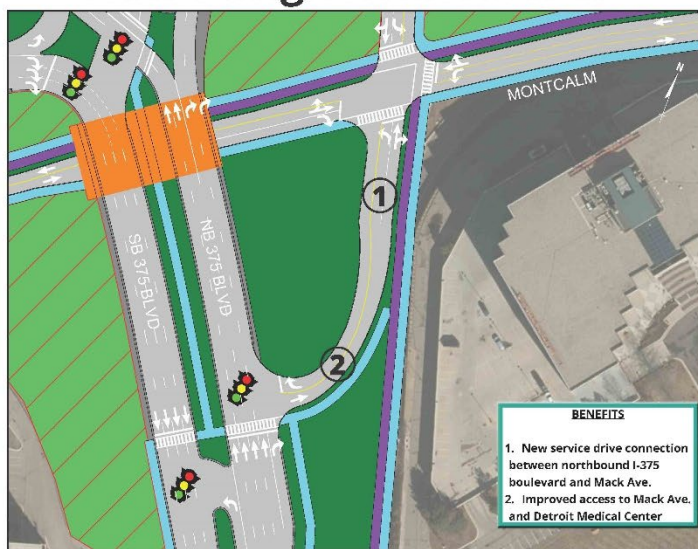 MONTCALM
N
1
SB 375 BLVD
NB 375 BLVD
2
BENEFITS
1. New service drive connection
between northbound I-375
boulevard and Mack Ave.
2. Improved access to Mack Ave.
and Detroit Medical Center